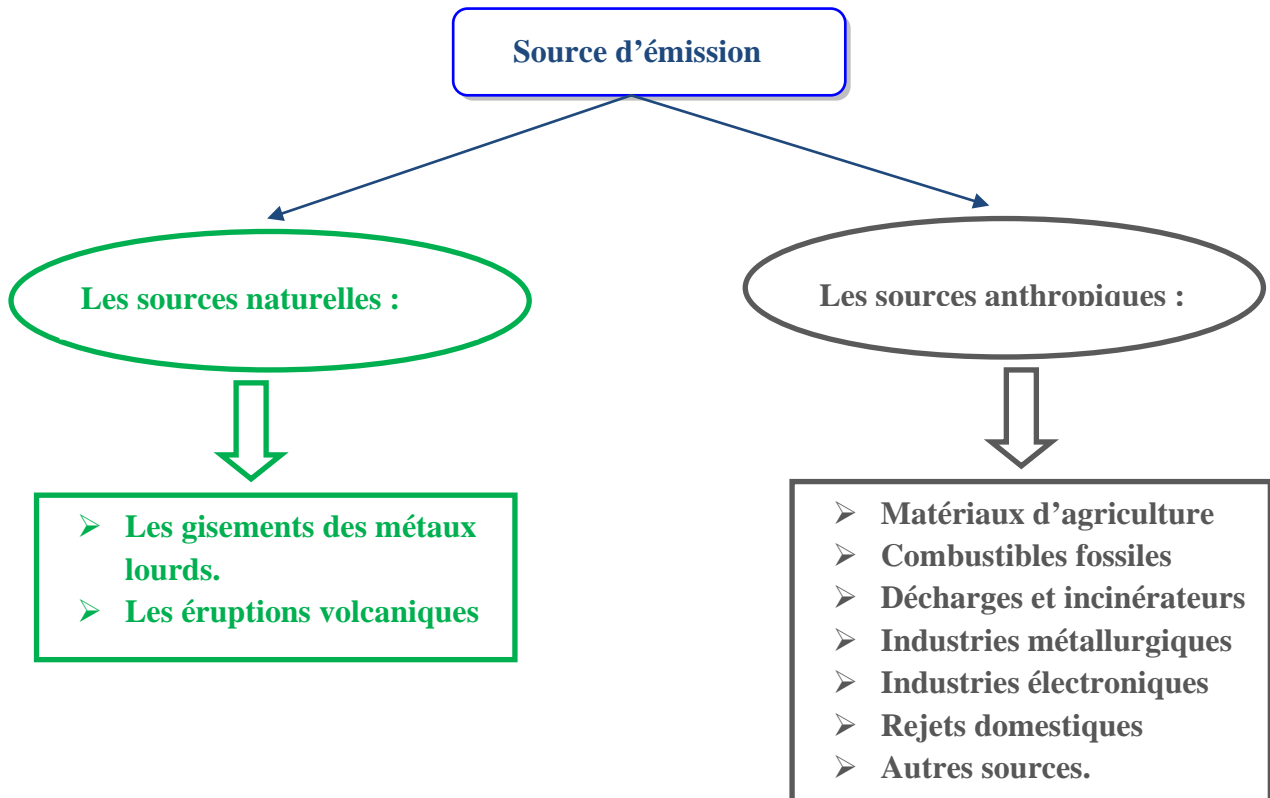 Source d’émission
Les sources naturelles :
Les sources anthropiques :
➢ Les gisements des métaux
lourds.
➢ Les éruptions volcaniques
➢ Matériaux d’agriculture
➢ Combustibles fossiles
➢ Décharges et incinérateurs
➢ Industries métallurgiques
➢ Industries électroniques
➢ Rejets domestiques
➢ Autres sources.